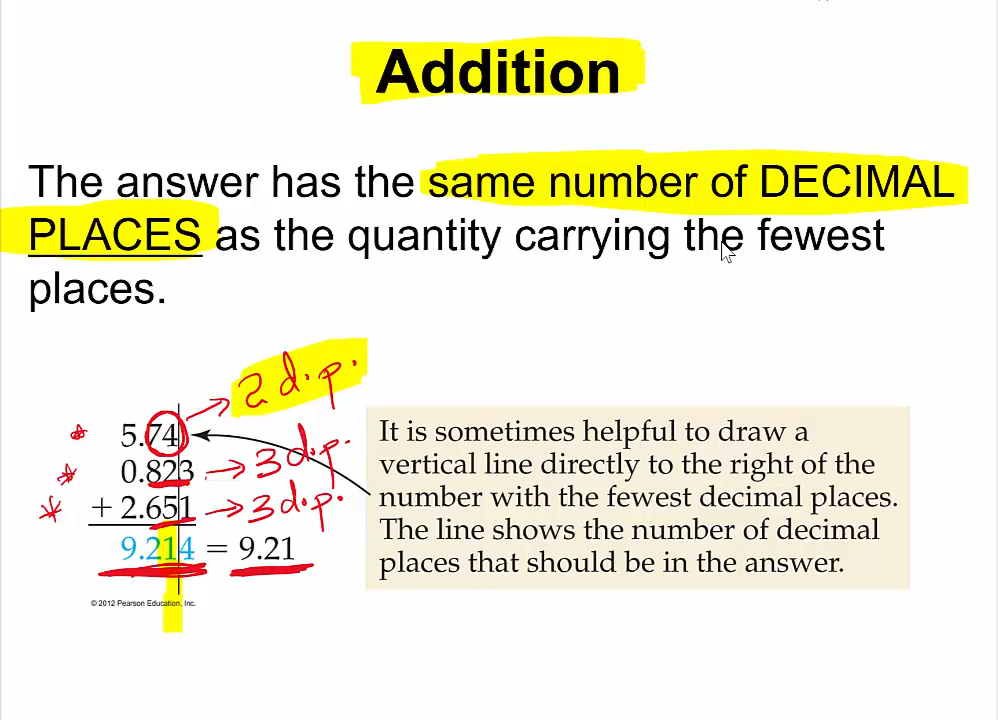 Addition
The answer has the same number of DECIMAL
PLACES as the quantity carrying the fewest
places.
2 d.p.
5.74
0.823 → 3 d.p.
+ 2.651 → 3 d.p.
9.214 = 9.21
It is sometimes helpful to draw a
vertical line directly to the right of the
number with the fewest decimal places.
The line shows the number of decimal
places that should be in the answer.
© 2012 Pearson Education, Inc.